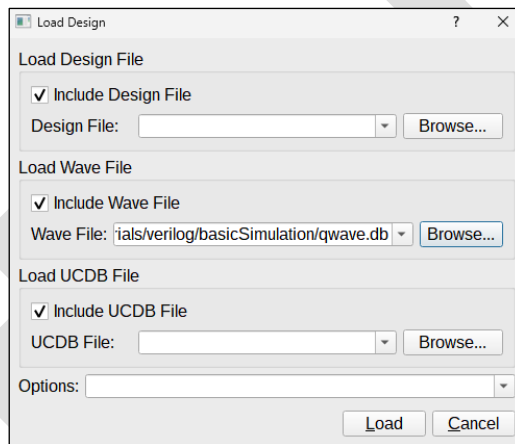 Load Design ? ×
Load Design File
Include Design File
Design File: Browse...
Load Wave File
Include Wave File
Wave File: rials/verilog/basicSimulation/qwave.db Browse...
Load UCDB File
Include UCDB File
UCDB File: Browse...
Options:
Load Cancel